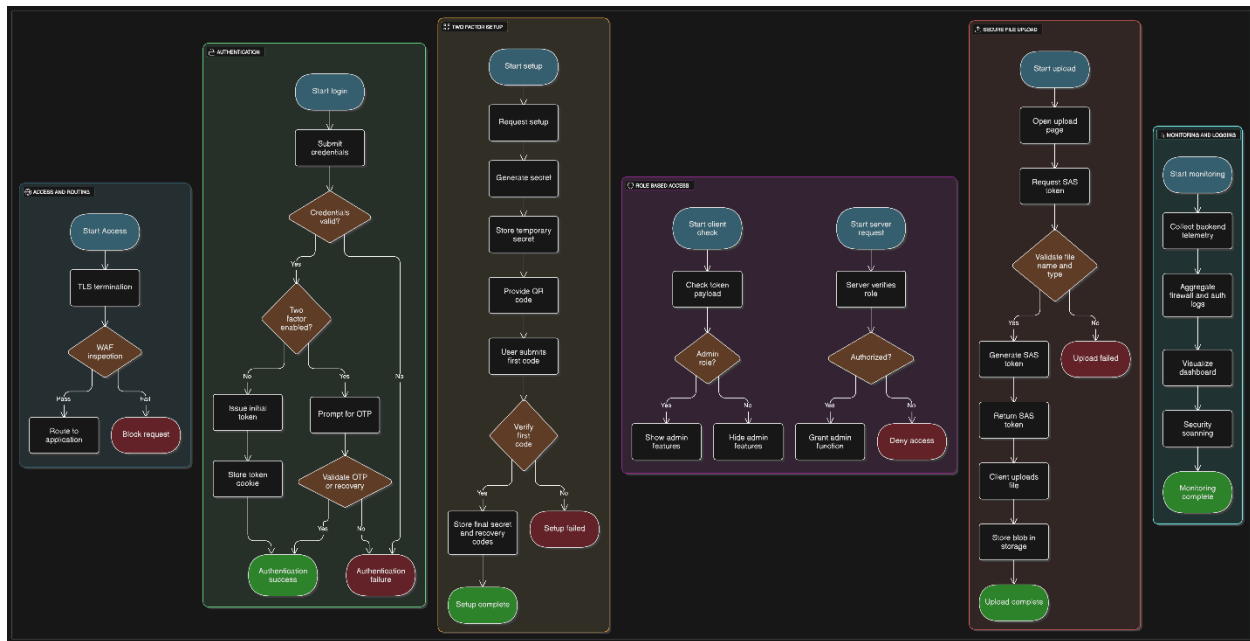 ACCESS AND ROUTING
Start Access
TLS termination
WAF
inspection
Pass
Fail
Route to
application
Block request
AUTHENTICATION
Start login
Submit
credentials
Credentials
valid?
Yes
No
Two
factor
enabled?
No
Yes
Issue initial
token
Prompt for OTP
Store token
cookie
Validate OTP
or recovery
Yes
No
Authentication
success
Authentication
failure
TWO FACTOR SETUP
Start setup
Request setup
Generate secret
Store temporary
secret
Provide QR
code
User submits
first code
Verify
first
code
Yes
No
Store final secret
and recovery
codes
Setup failed
Setup complete
ROLE BASED ACCESS
Start client
check
Check token
payload
Admin
role?
Yes
No
Show admin
features
Hide admin
features
Start server
request
Server verifies
role
Authorized?
Yes
No
Grant admin
function
Deny access
SECURE FILE UPLOAD
Start upload
Open upload
page
Request SAS
token
Validate file
name and
type
Yes
No
Generate SAS
token
Upload failed
Return SAS
token
Client uploads
file
Store blob in
storage
Upload complete
MONITORING AND LOGGING
Start monitoring
Collect backend
telemetry
Aggregate
firewall and auth
logs
Visualize
dashboard
Security
scanning
Monitoring
complete